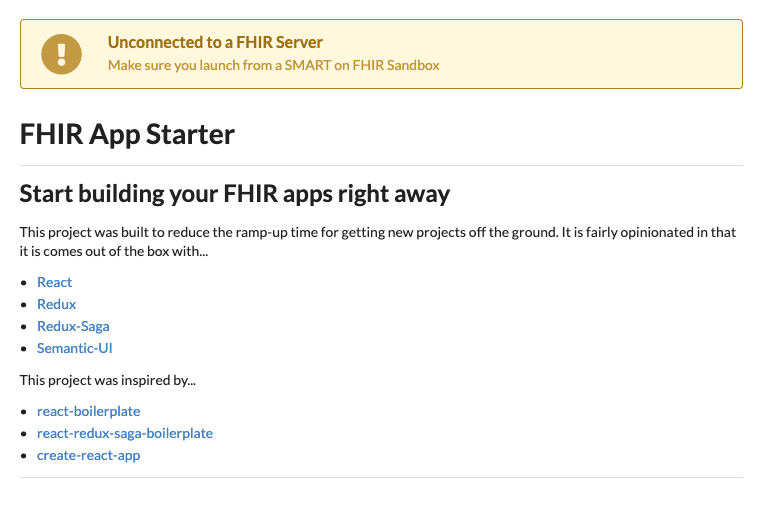 Unconnected to a FHIR Server
Make sure you launch from a SMART on FHIR Sandbox
FHIR App Starter
Start building your FHIR apps right away
This project was built to reduce the ramp-up time for getting new projects off the ground. It is fairly opinionated in that
it is comes out of the box with...
React
Redux
Redux-Saga
Semantic-UI
This project was inspired by...
react-boilerplate
react-redux-saga-boilerplate
create-react-app